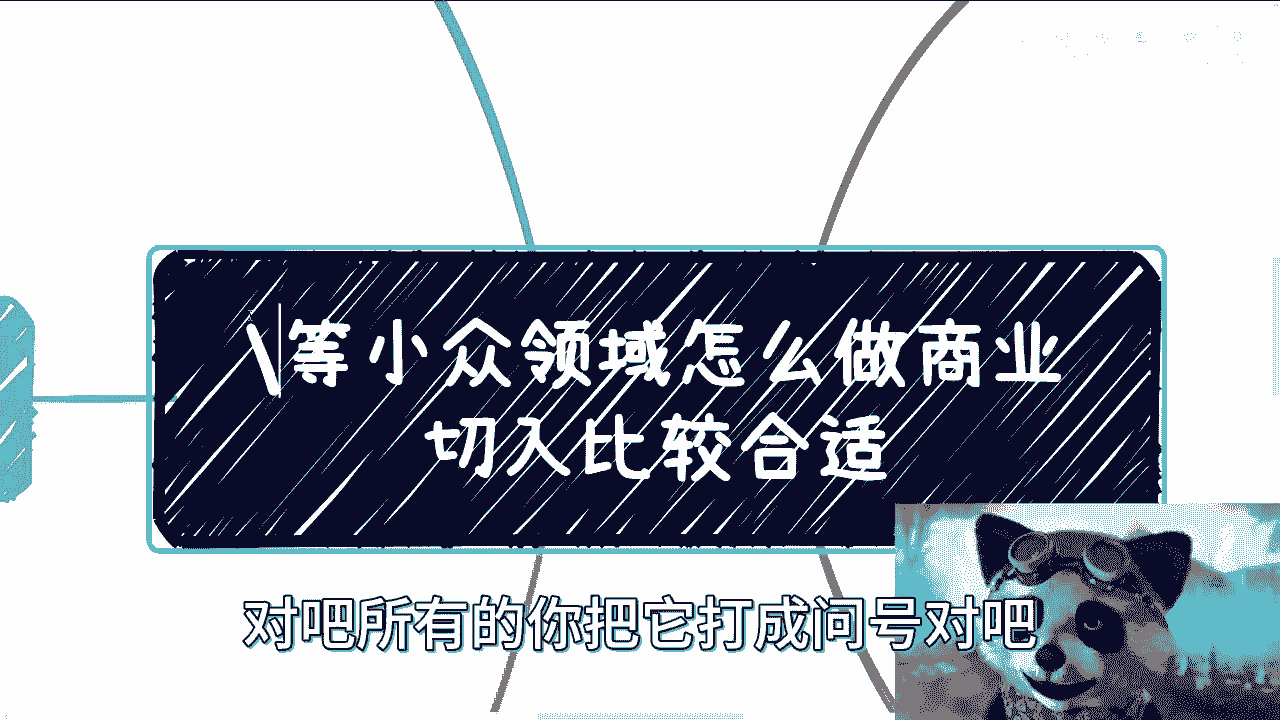 \等小众领域怎么做商业
切入比较合适
对吧所有的你把它打成问号对吧